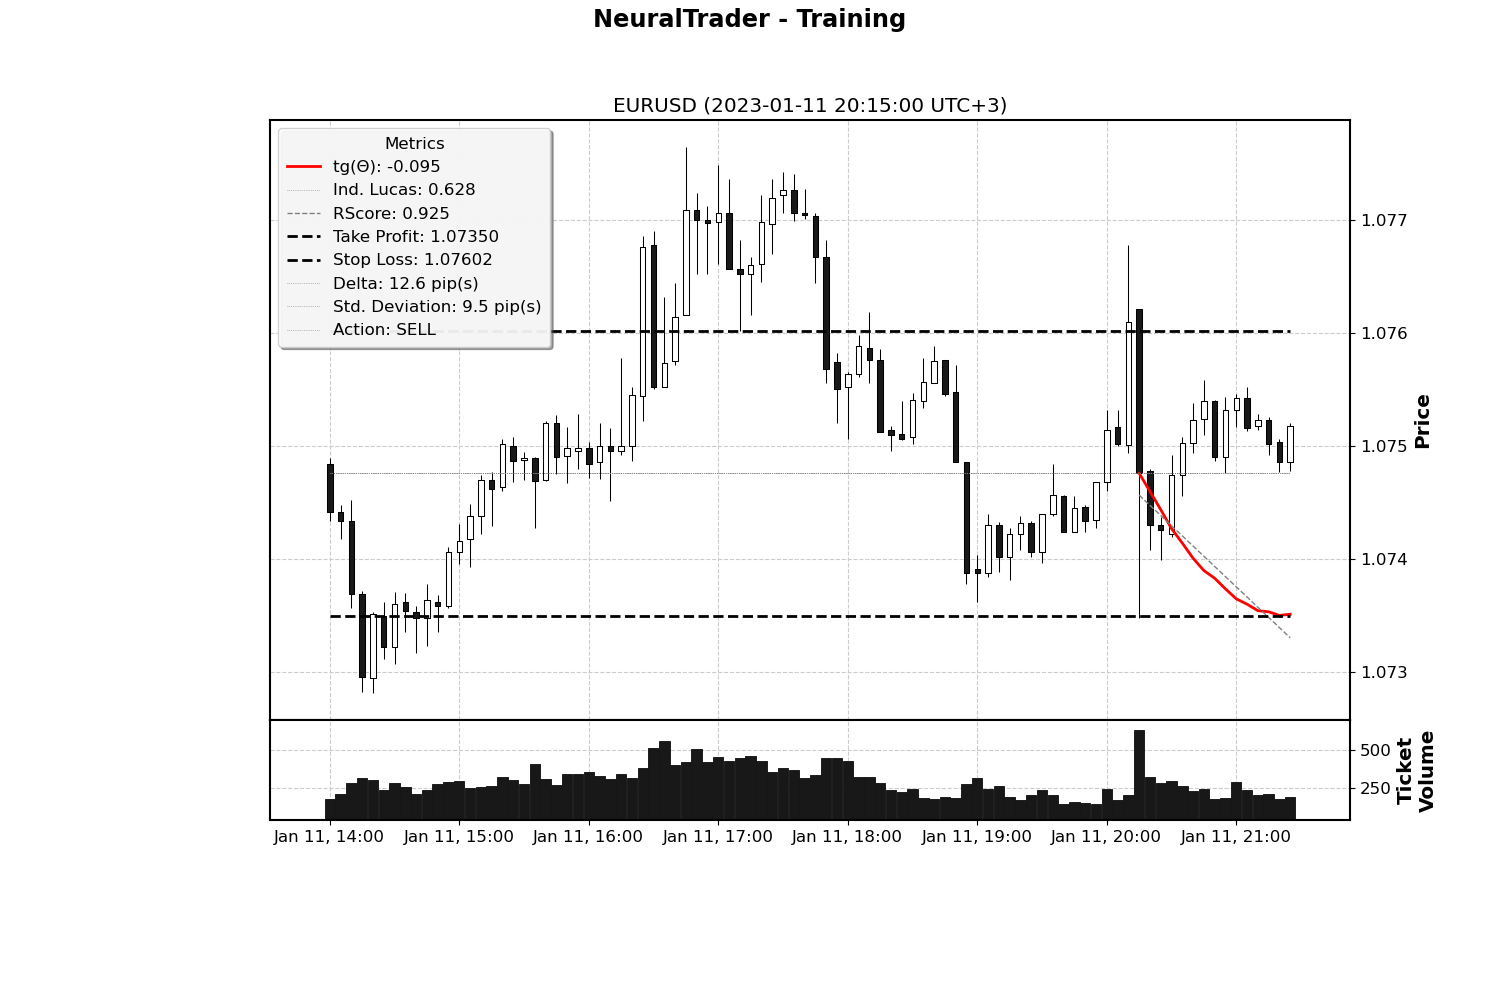 NeuralTrader - Training
EURUSD (2023-01-11 20:15:00 UTC+3)
Metrics
tg(Θ): -0.095
Ind. Lucas: 0.628
RScore: 0.925
Take Profit: 1.07350
Stop Loss: 1.07602
Delta: 12.6 pip(s)
Std. Deviation: 9.5 pip(s)
Action: SELL
1.077
1.076
1.075
1.074
1.073
Price
500
250
Ticket
Volume
Jan 11, 14:00
Jan 11, 15:00
Jan 11, 16:00
Jan 11, 17:00
Jan 11, 18:00
Jan 11, 19:00
Jan 11, 20:00
Jan 11, 21:00